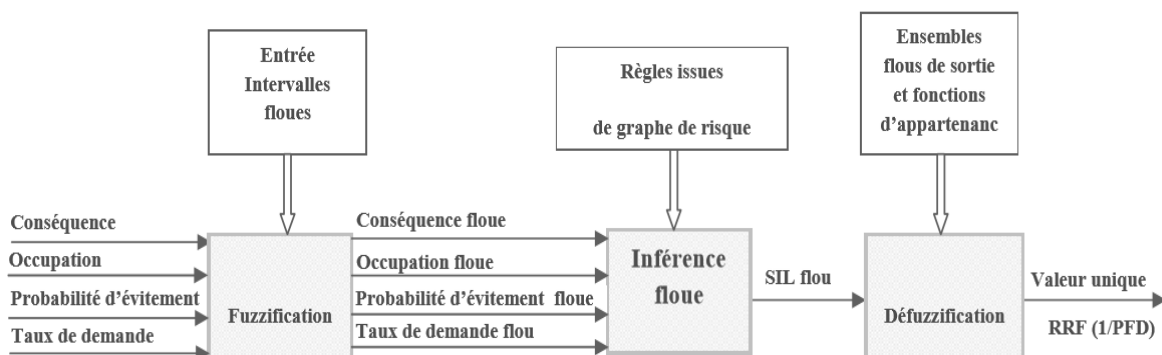 Entrée
Intervalles
floues
Règles issues
de graphe de risque
Ensembles
flous de sortie
et fonctions
d'appartenanc
Conséquence
Occupation
Probabilité d'évitement
Taux de demande
Fuzzification
Conséquence floue
Occupation floue
Probabilité d'évitement floue
Taux de demande flou
Inférence
floue
SIL flou
Défuzzification
Valeur unique
RRF (1/PFD)